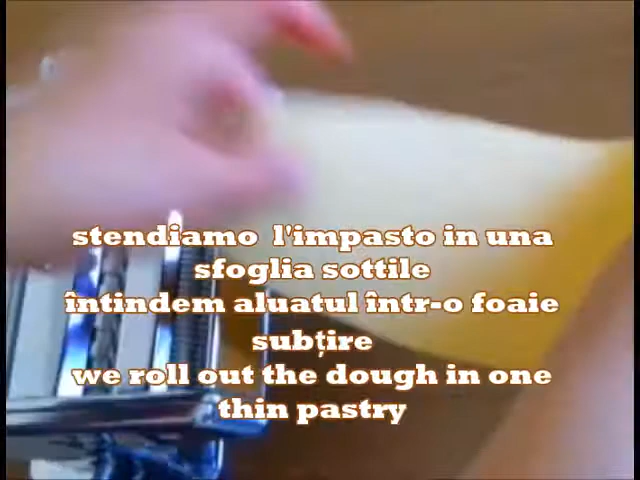 stendiamo l'impasto in una
sfoglia sottile
întindem aluatul într-o foaie
subțire
we roll out the dough in one
thin pastry